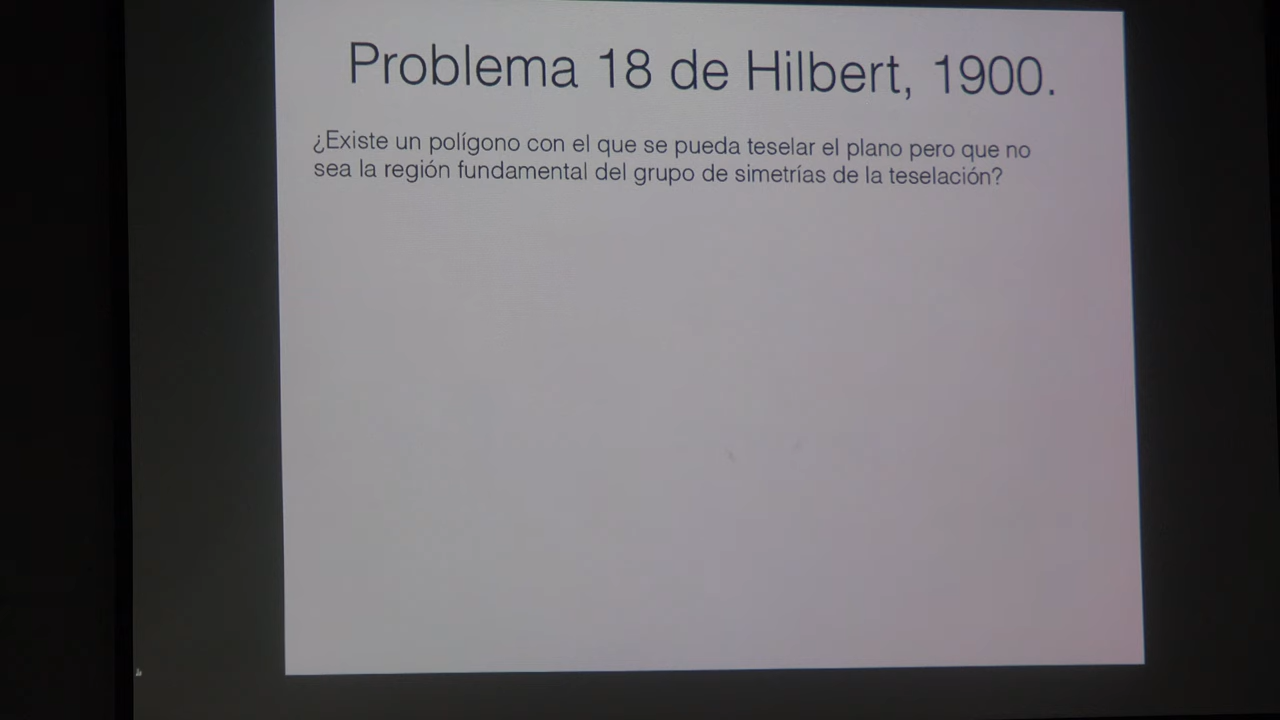 Problema 18 de Hilbert, 1900.
¿Existe un polígono con el que se pueda teselar el plano pero que no
sea la región fundamental del grupo de simetrías de la teselación?